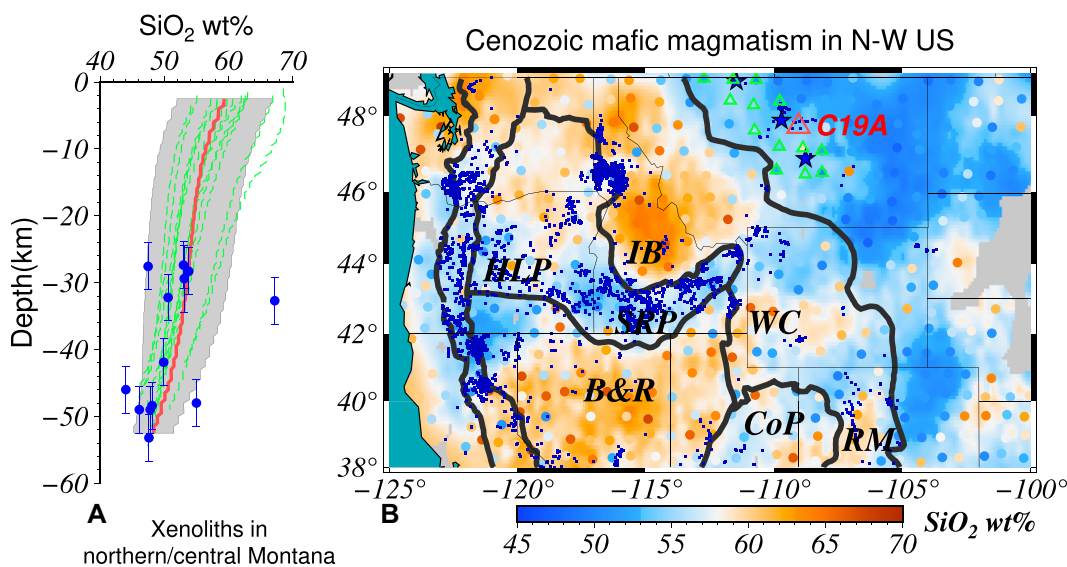 SiO2 wt%
40 50 60 70
0
−10
−20
−30
−40
−50
−60
Depth(km)
A
Xenoliths in
northern/central Montana
Cenozoic mafic magmatism in N-W US
48°
46°
44°
42°
40°
38°
−125° −120° −115° −110° −105° −100°
C19A
IB
HLP
SRP
WC
B&R
CoP
RM
B
45 50 55 60 65 70
SiO2 wt%